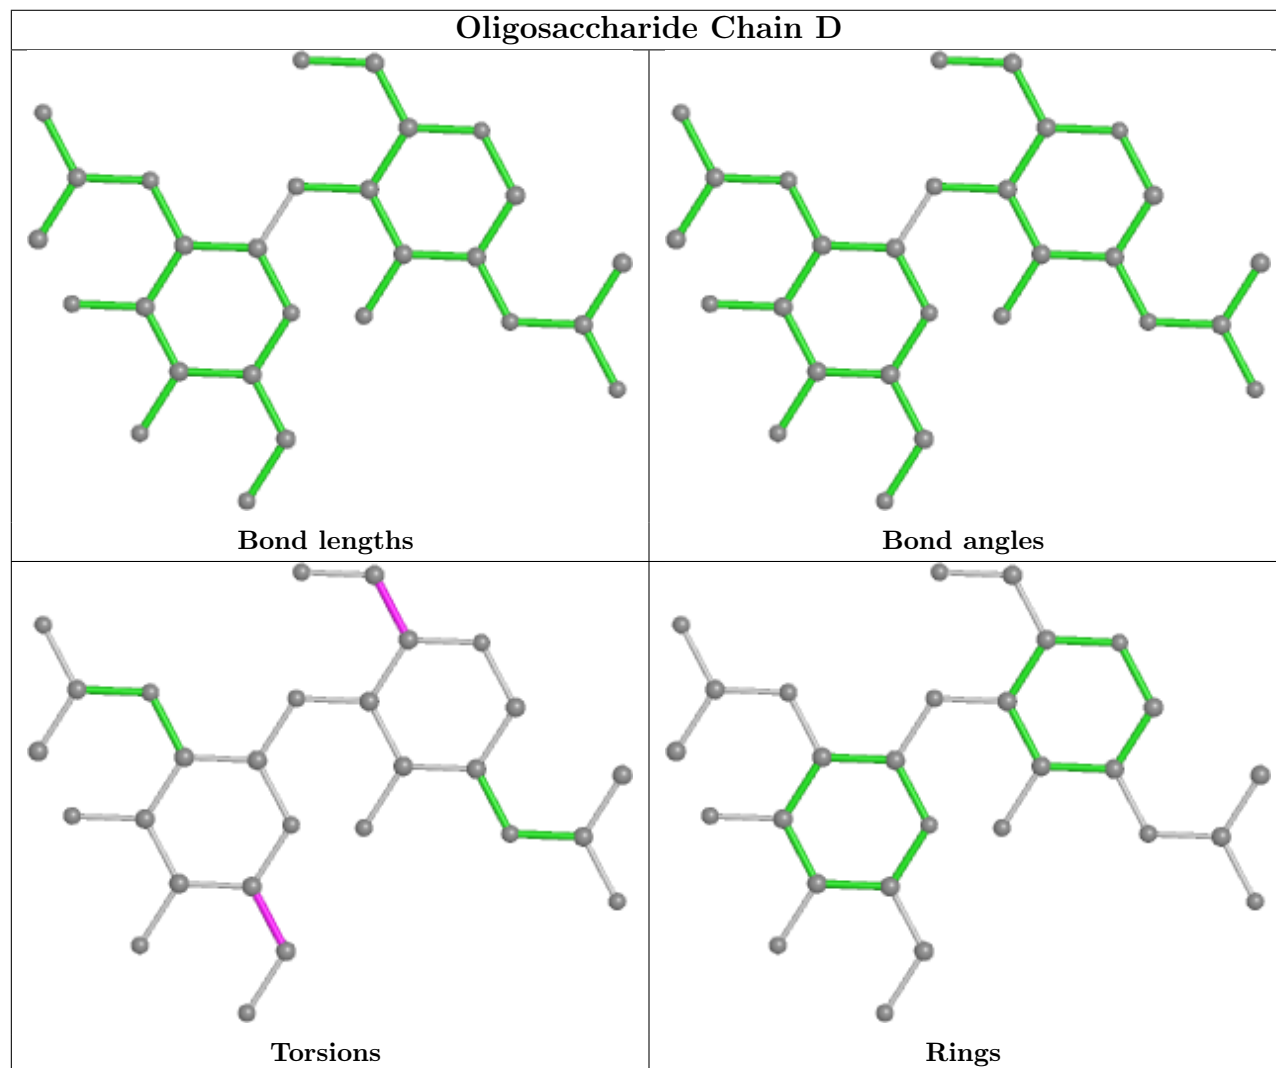 Oligosaccharide Chain D
Bond lengths
Bond angles
Torsions
Rings